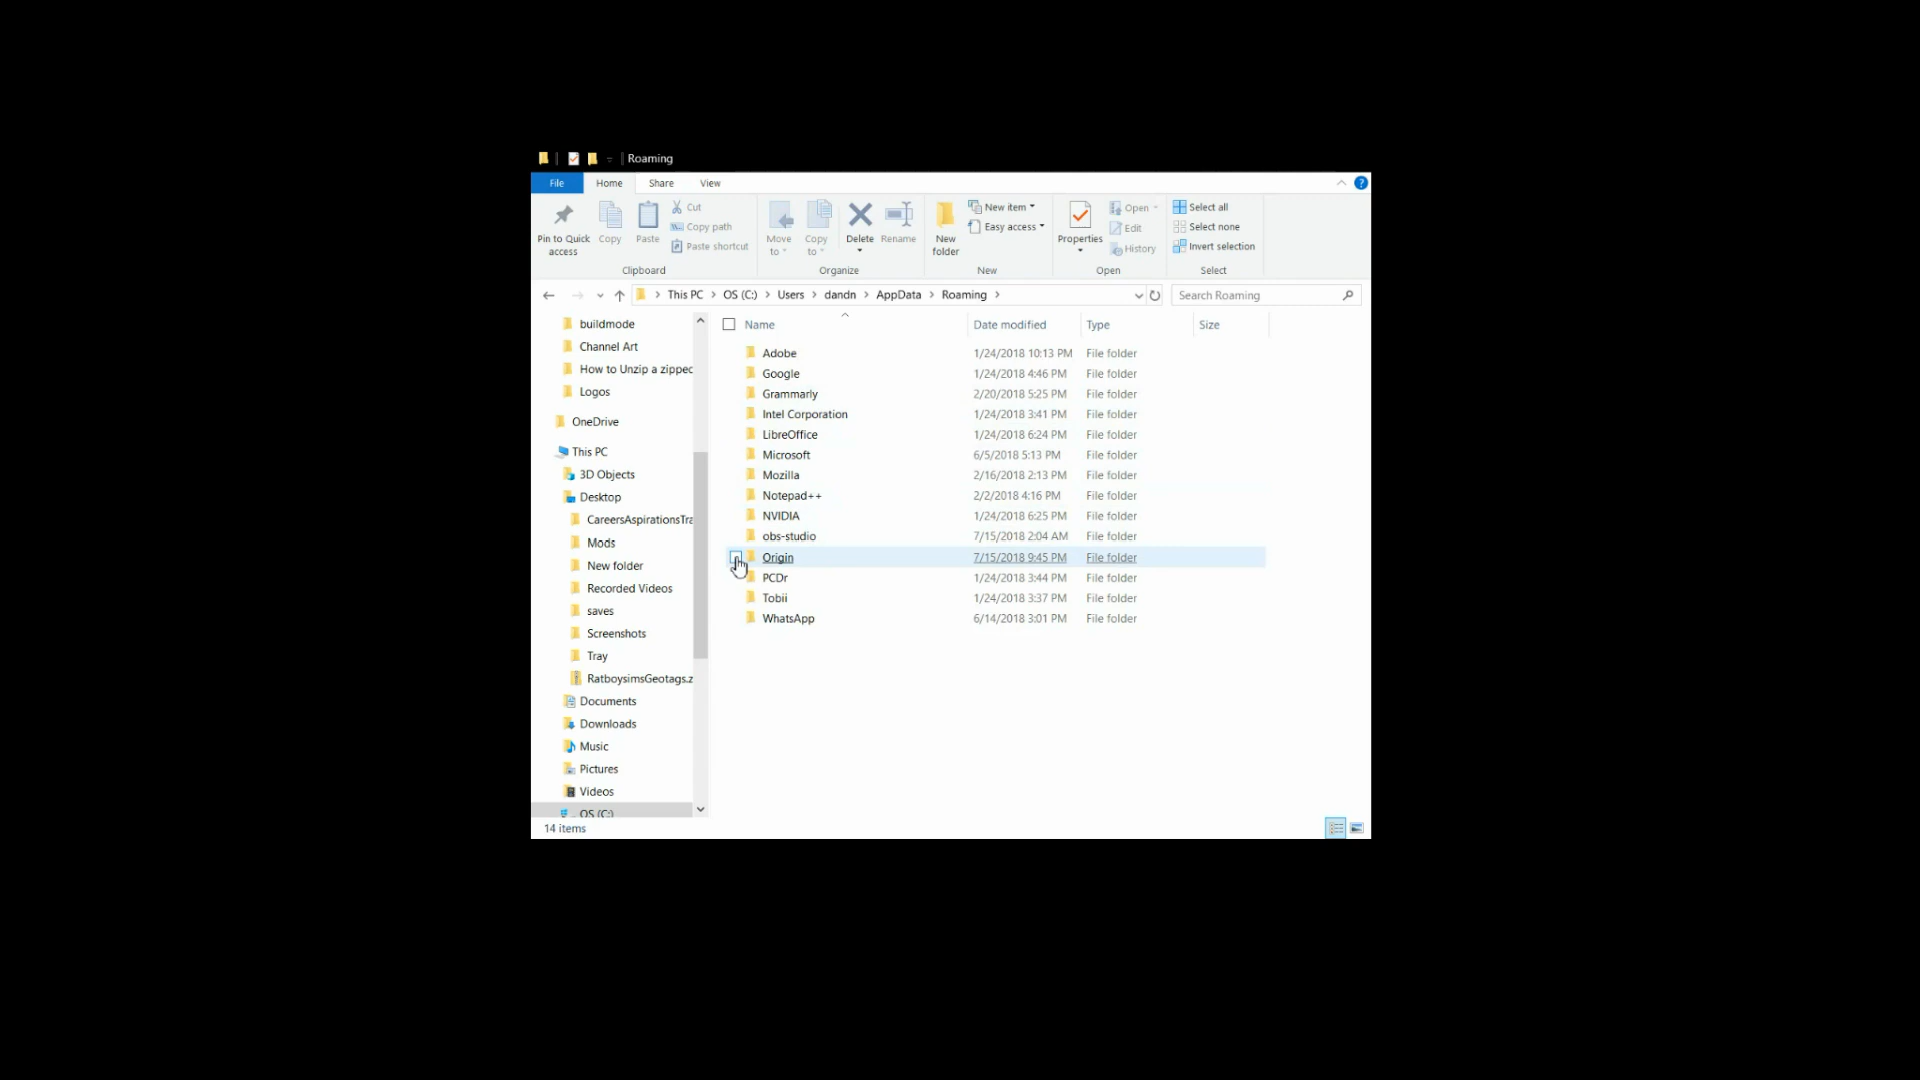 Roaming
File Home Share View
Pin to Quick access
Copy
Paste
Cut
Copy path
Paste shortcut
Move to
Copy to
Delete
Rename
New folder
New item
Easy access
Properties
Open
Edit
History
Select all
Select none
Invert selection
Clipboard Organize New Open Select
This PC > OS (C:) > Users > dandn > AppData > Roaming >
Search Roaming
buildmode
Channel Art
How to Unzip a zipped
Logos
OneDrive
This PC
3D Objects
Desktop
CareersAspirationsTra
Mods
New folder
Recorded Videos
saves
Screenshots
Tray
RatboysimsGeotags.z
Documents
Downloads
Music
Pictures
Videos
OS (C:)
Name Date modified Type Size
Adobe 1/24/2018 10:13 PM File folder
Google 1/24/2018 4:46 PM File folder
Grammarly 2/20/2018 5:25 PM File folder
Intel Corporation 1/24/2018 3:41 PM File folder
LibreOffice 1/24/2018 6:24 PM File folder
Microsoft 6/5/2018 5:13 PM File folder
Mozilla 2/16/2018 2:13 PM File folder
Notepad++ 2/2/2018 4:16 PM File folder
NVIDIA 1/24/2018 6:25 PM File folder
obs-studio 7/15/2018 2:04 AM File folder
Origin 7/15/2018 9:45 PM File folder
PCDr 1/24/2018 3:44 PM File folder
Tobii 1/24/2018 3:37 PM File folder
WhatsApp 6/14/2018 3:01 PM File folder
14 items